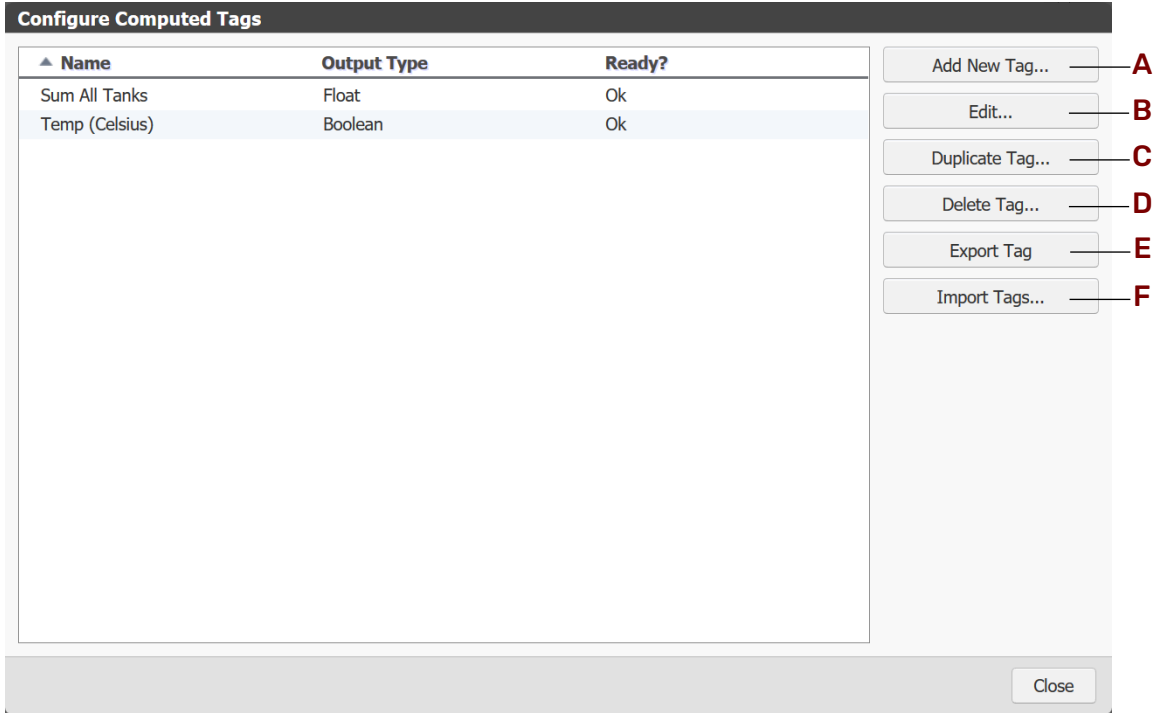 Configure Computed Tags
Name Output Type Ready?
Sum All Tanks Float Ok
Temp (Celsius) Boolean Ok
Add New Tag... A
Edit... B
Duplicate Tag... C
Delete Tag... D
Export Tag E
Import Tags... F
Close